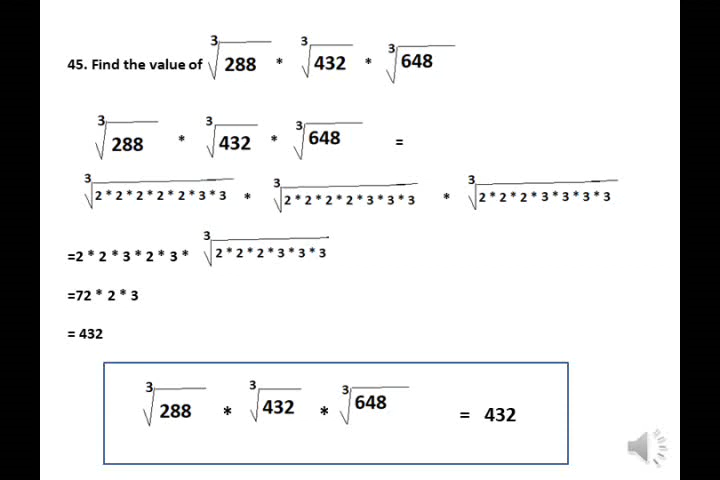 45. Find the value of ∛288 * ∛432 * ∛648
∛288 * ∛432 * ∛648 =
∛2 * 2 * 2 * 2 * 2 * 3 * 3 * ∛2 * 2 * 2 * 2 * 3 * 3 * 3 * ∛2 * 2 * 2 * 3 * 3 * 3 * 3
=2 * 2 * 3 * 2 * 3 * ∛2 * 2 * 2 * 3 * 3 * 3
=72 * 2 * 3
= 432
∛288 * ∛432 * ∛648 = 432